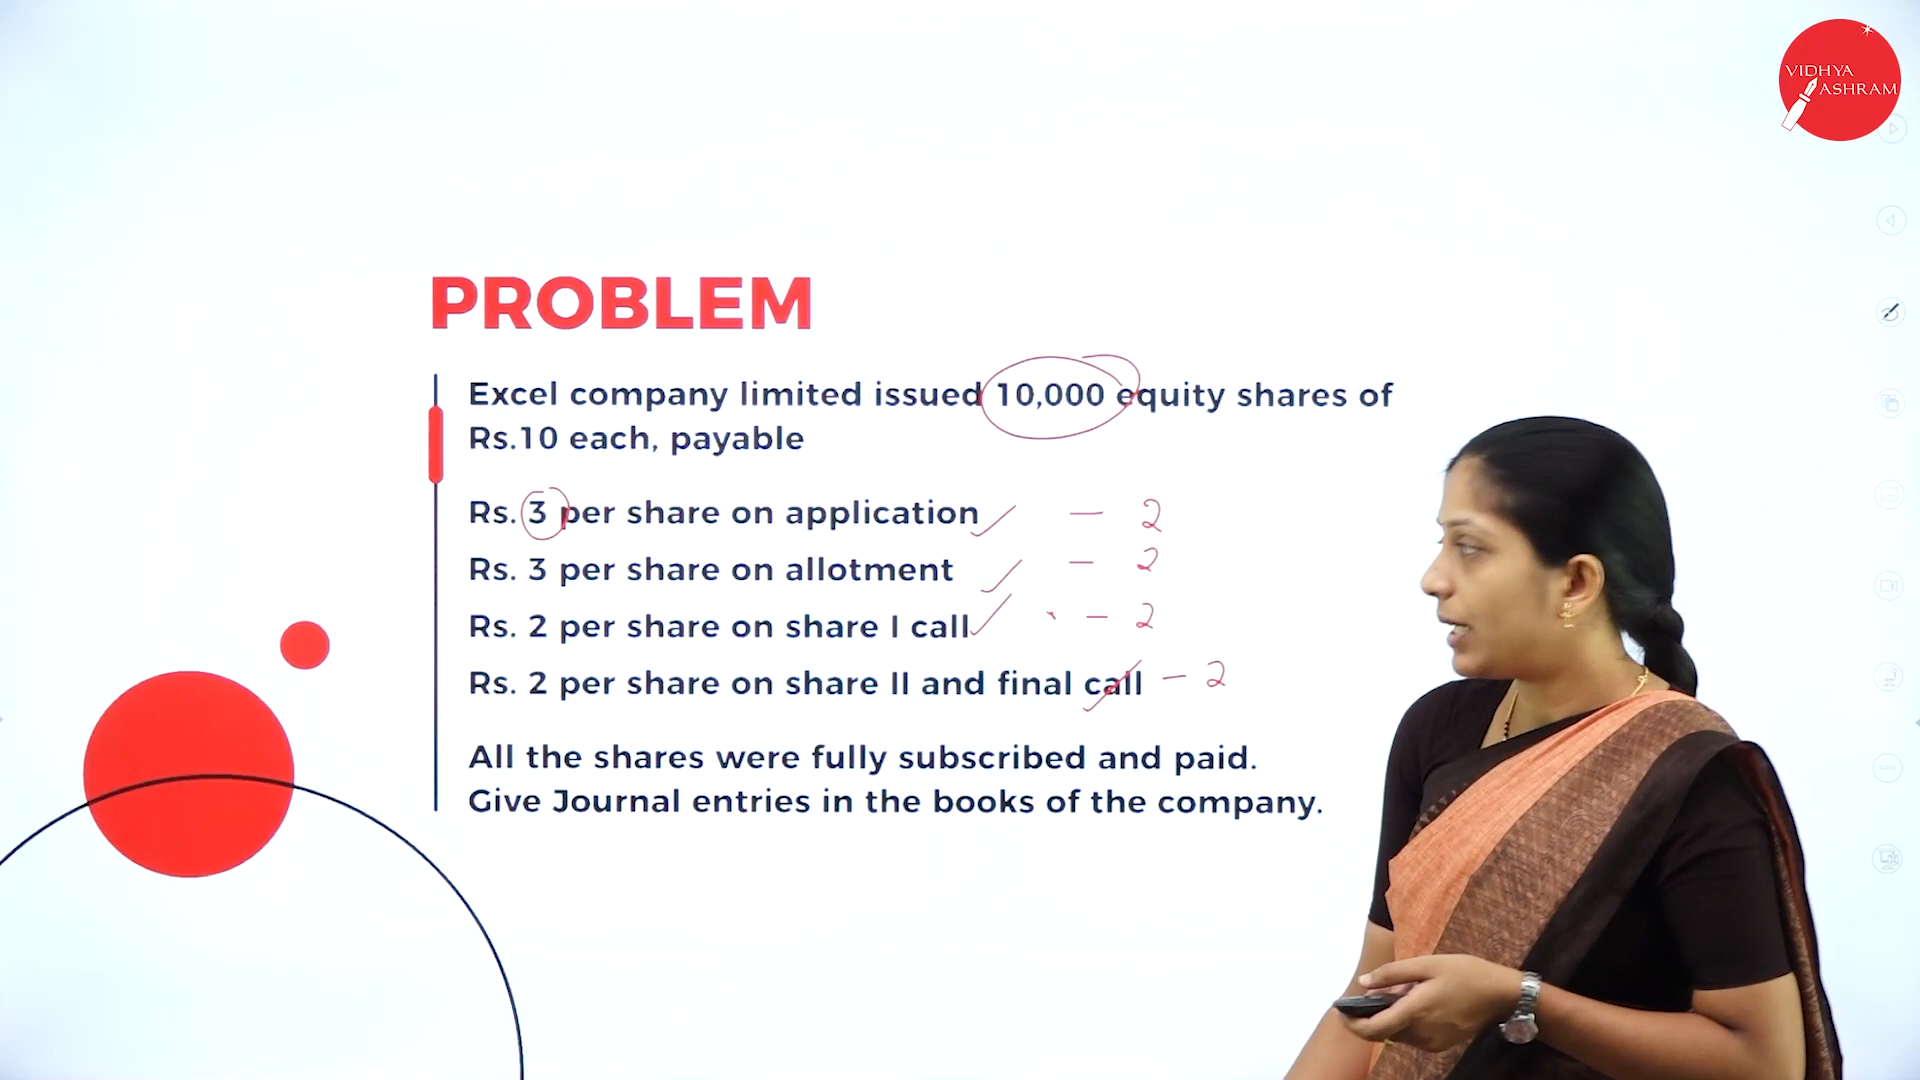 VIDHYA
ASHRAM
PROBLEM
Excel company limited issued 10,000 equity shares of
Rs.10 each, payable
Rs. 3 per share on application - 2
Rs. 3 per share on allotment - 2
Rs. 2 per share on share I call - 2
Rs. 2 per share on share II and final call - 2
All the shares were fully subscribed and paid.
Give Journal entries in the books of the company.